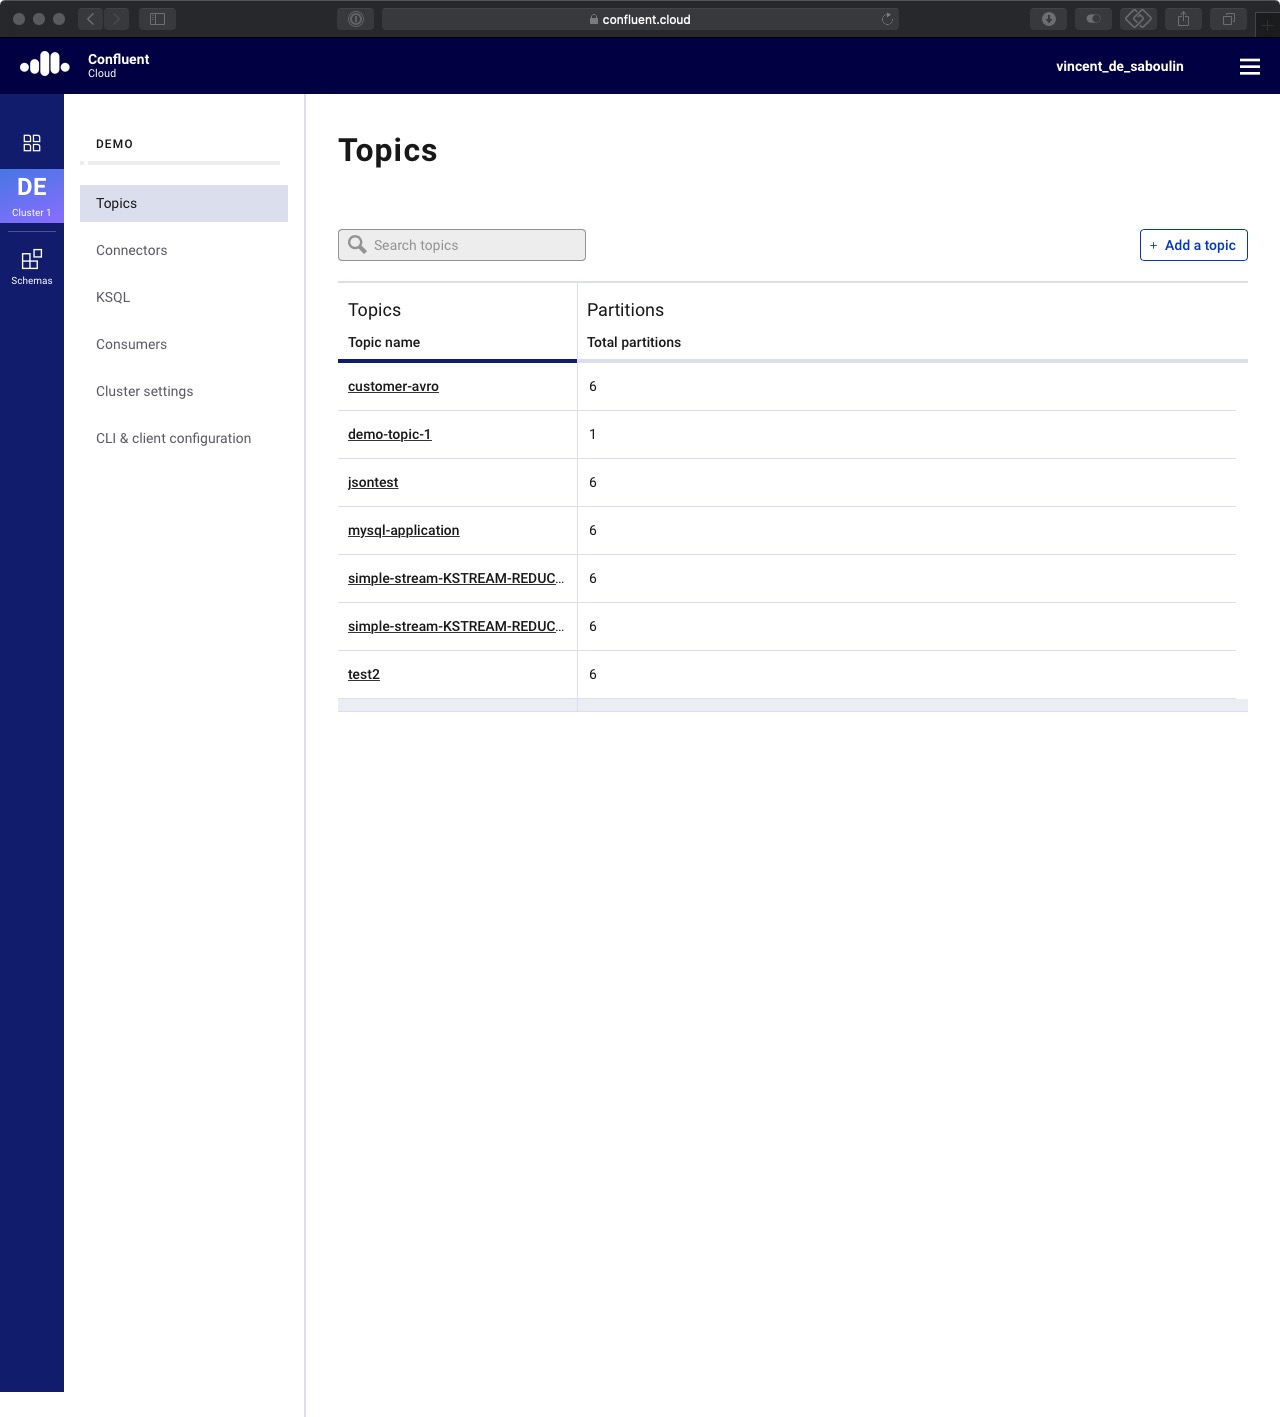 confluent.cloud
Confluent
Cloud
vincent_de_saboulin
DE
Cluster 1
Schemas
DEMO
Topics
Connectors
KSQL
Consumers
Cluster settings
CLI & client configuration
Topics
Search topics
+ Add a topic
Topics Partitions
Topic name Total partitions
customer-avro 6
demo-topic-1 1
jsontest 6
mysql-application 6
simple-stream-KSTREAM-REDUC... 6
simple-stream-KSTREAM-REDUC... 6
test2 6